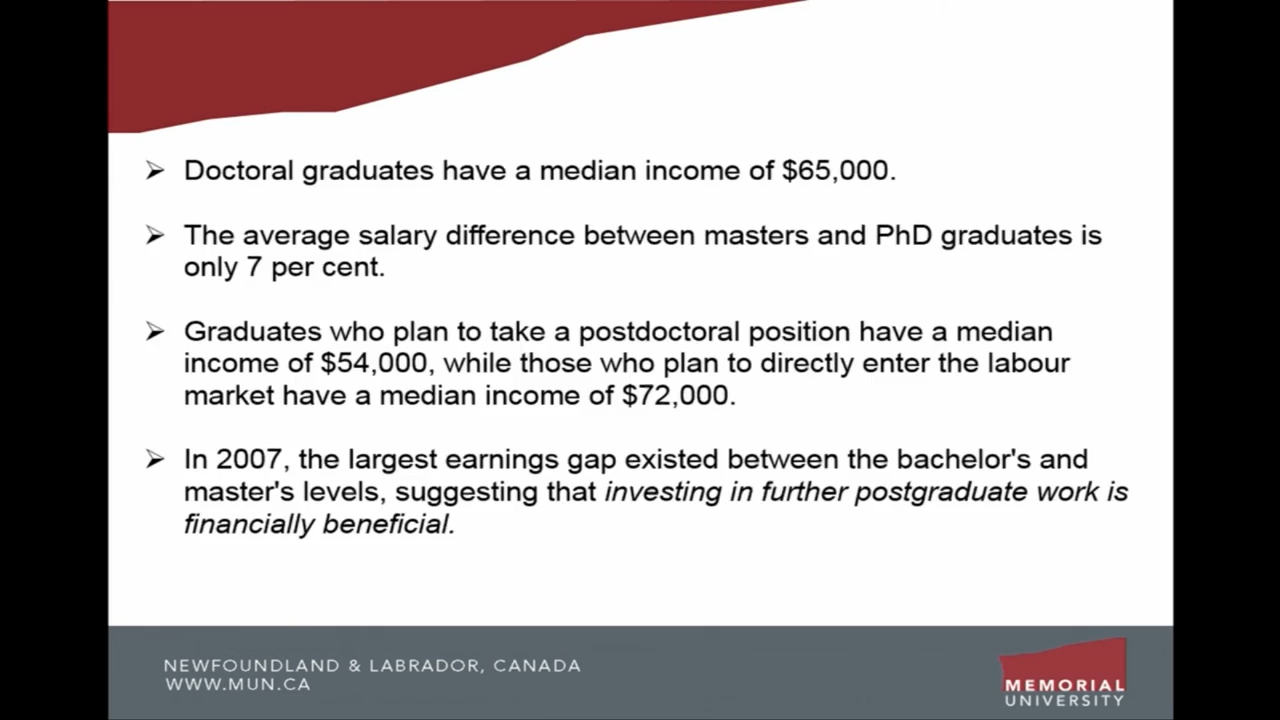 ➢ Doctoral graduates have a median income of $65,000.
➢ The average salary difference between masters and PhD graduates is
only 7 per cent.
➢ Graduates who plan to take a postdoctoral position have a median
income of $54,000, while those who plan to directly enter the labour
market have a median income of $72,000.
➢ In 2007, the largest earnings gap existed between the bachelor's and
master's levels, suggesting that investing in further postgraduate work is
financially beneficial.
NEWFOUNDLAND & LABRADOR, CANADA
WWW.MUN.CA
MEMORIAL
UNIVERSITY